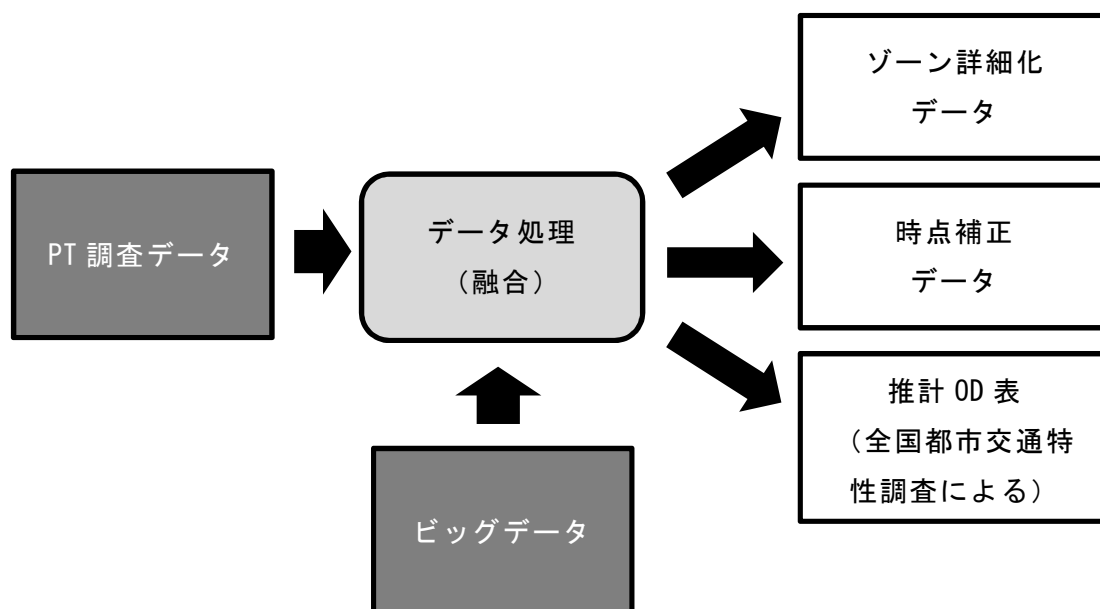 PT 調査データ
データ処理
（融合）
ビッグデータ
ゾーン詳細化
データ
時点補正
データ
推計 OD 表
（全国都市交通特
性調査による）